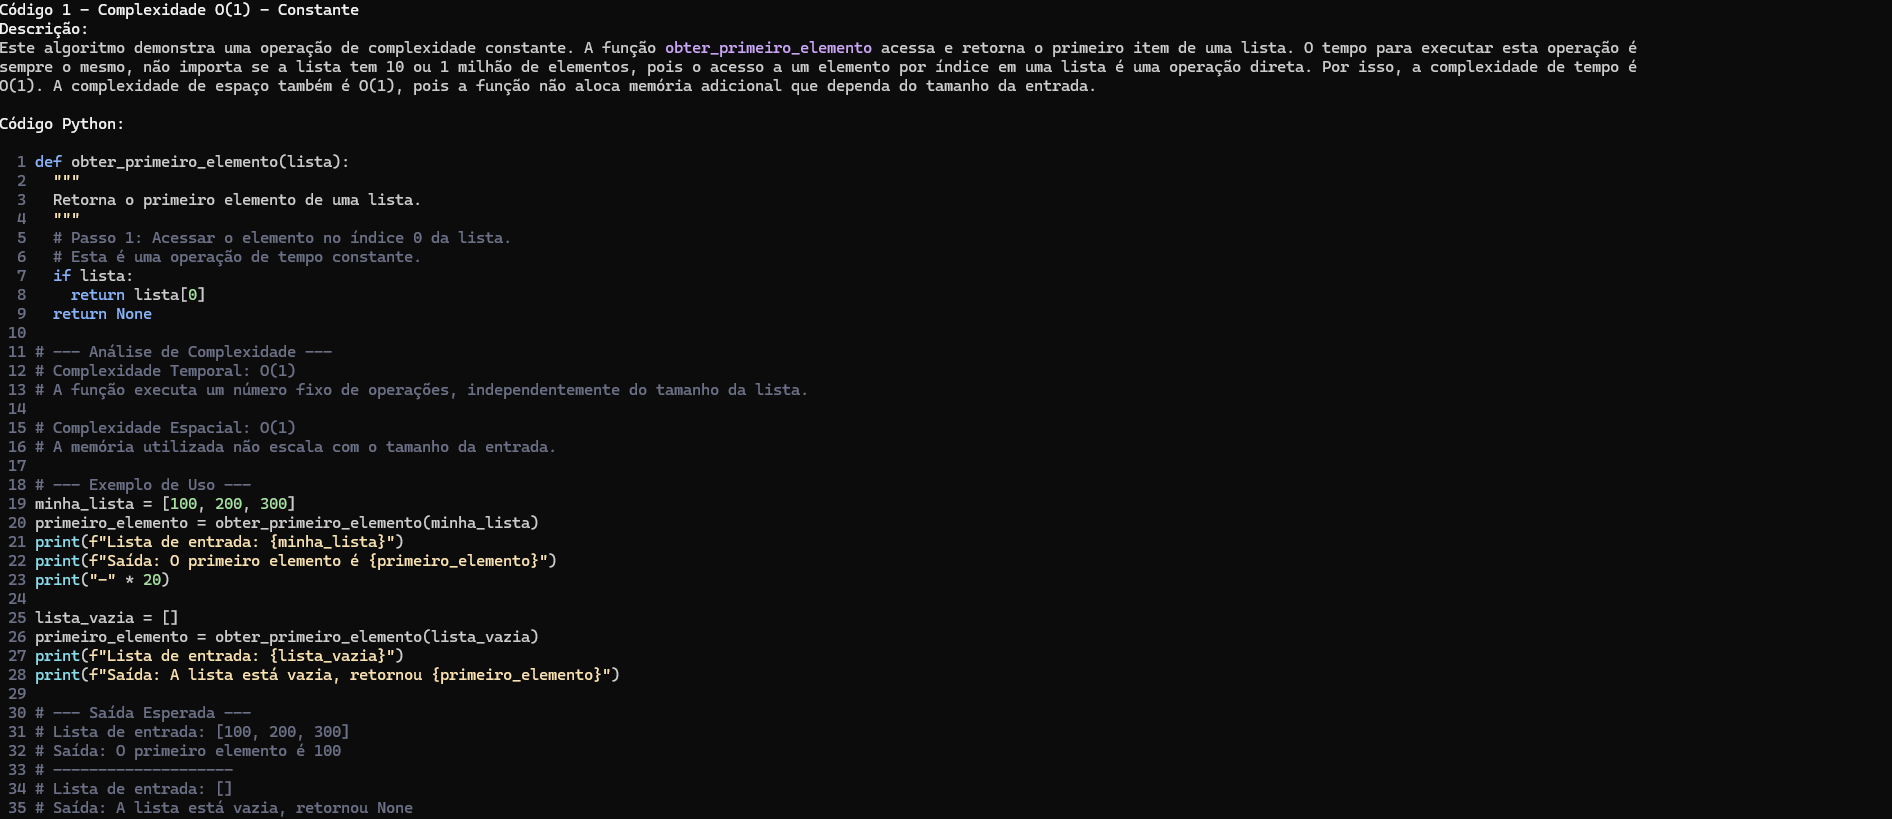 Código 1 - Complexidade O(1) - Constante
Descrição:
Este algoritmo demonstra uma operação de complexidade constante. A função obter_primeiro_elemento acessa e retorna o primeiro item de uma lista. O tempo para executar esta operação é
sempre o mesmo, não importa se a lista tem 10 ou 1 milhão de elementos, pois o acesso a um elemento por índice em uma lista é uma operação direta. Por isso, a complexidade de tempo é
O(1). A complexidade de espaço também é O(1), pois a função não aloca memória adicional que dependa do tamanho da entrada.

Código Python:

1 def obter_primeiro_elemento(lista):
2   """
3   Retorna o primeiro elemento de uma lista.
4   """
5   # Passo 1: Acessar o elemento no índice 0 da lista.
6   # Esta é uma operação de tempo constante.
7   if lista:
8     return lista[0]
9   return None
10
11 # --- Análise de Complexidade ---
12 # Complexidade Temporal: O(1)
13 # A função executa um número fixo de operações, independentemente do tamanho da lista.
14
15 # Complexidade Espacial: O(1)
16 # A memória utilizada não escala com o tamanho da entrada.
17
18 # --- Exemplo de Uso ---
19 minha_lista = [100, 200, 300]
20 primeiro_elemento = obter_primeiro_elemento(minha_lista)
21 print(f"Lista de entrada: {minha_lista}")
22 print(f"Saída: O primeiro elemento é {primeiro_elemento}")
23 print("-" * 20)
24
25 lista_vazia = []
26 primeiro_elemento = obter_primeiro_elemento(lista_vazia)
27 print(f"Lista de entrada: {lista_vazia}")
28 print(f"Saída: A lista está vazia, retornou {primeiro_elemento}")
29
30 # --- Saída Esperada ---
31 # Lista de entrada: [100, 200, 300]
32 # Saída: O primeiro elemento é 100
33 # --------------------
34 # Lista de entrada: []
35 # Saída: A lista está vazia, retornou None